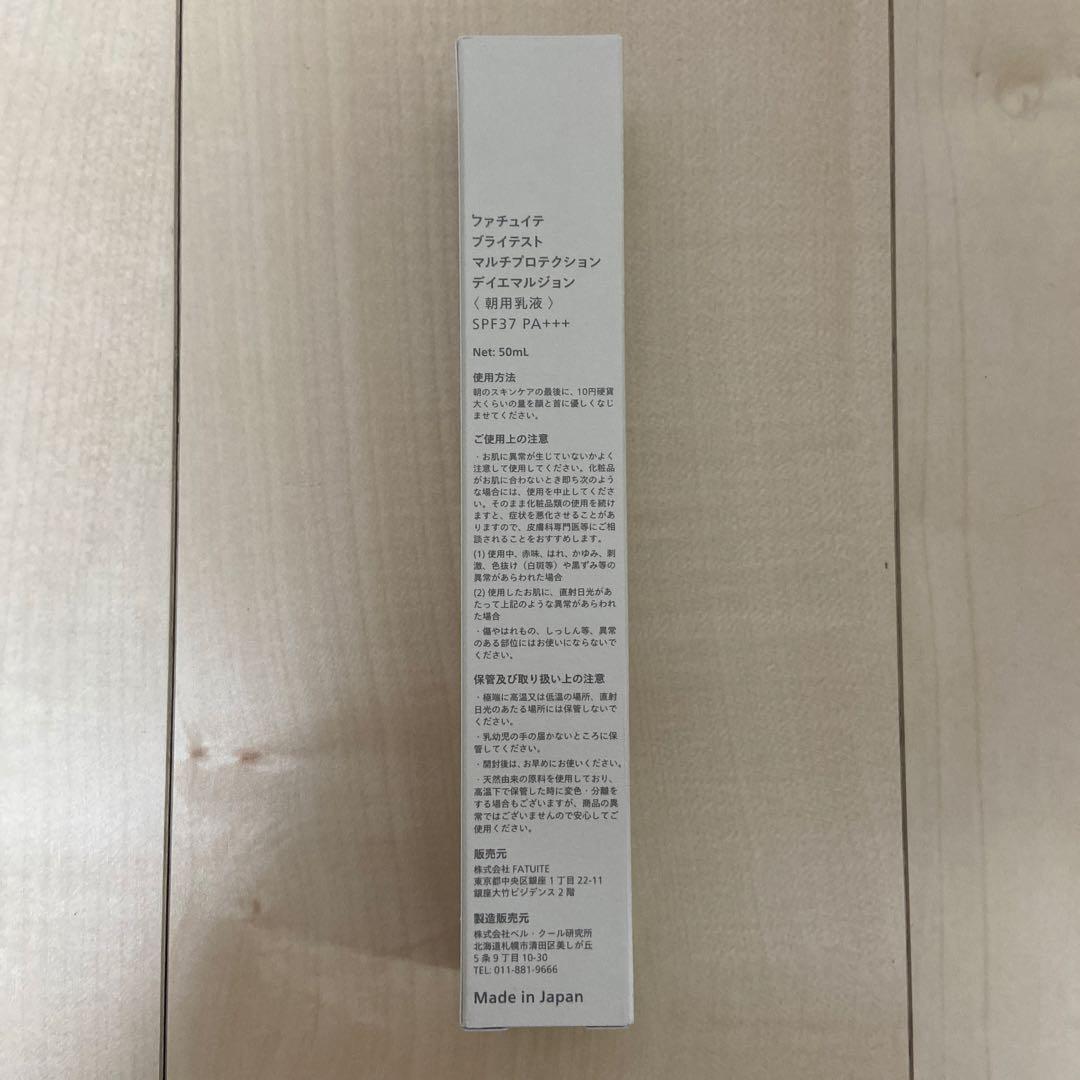 ファチュイテ
ブライテスト
マルチプロテクション
デイエマルジョン
〈 朝用乳液 〉
SPF37 PA+++
Net: 50mL
使用方法
朝のスキンケアの最後に、10円硬貨
大くらいの量を顔と首に優しくなじ
ませてください。
ご使用上の注意
・お肌に異常が生じていないかよく
注意して使用してください。化粧品
がお肌に合わないとき即ち次のよう
な場合には、使用を中止してくださ
い。そのまま化粧品類の使用を続け
ますと、症状を悪化させることがあ
りますので、皮膚科専門医等にご相
談されることをおすすめします。
(1) 使用中、赤味、はれ、かゆみ、刺
激、色抜け（白斑等）や黒ずみ等の
異常があらわれた場合
(2) 使用したお肌に、直射日光があ
たって上記のような異常があらわれ
た場合
・傷やはれもの、しっしん等、異常
のある部位にはお使いにならないで
ください。
保管及び取り扱い上の注意
・極端に高温又は低温の場所、直射
日光のあたる場所には保管しないで
ください。
・乳幼児の手の届かないところに保
管してください。
・開封後は、お早めにお使いください。
・天然由来の原料を使用しており、
高温下で保管した時に変色・分離を
する場合もございますが、商品の異
常ではございませんので安心してご
使用ください。
販売元
株式会社 FATUITE
東京都中央区銀座 1 丁目 22-11
銀座大竹ビジデンス 2 階
製造販売元
株式会社ベル・クール研究所
北海道札幌市清田区美しが丘
5 条 9 丁目 10-30
TEL: 011-881-9666
Made in Japan